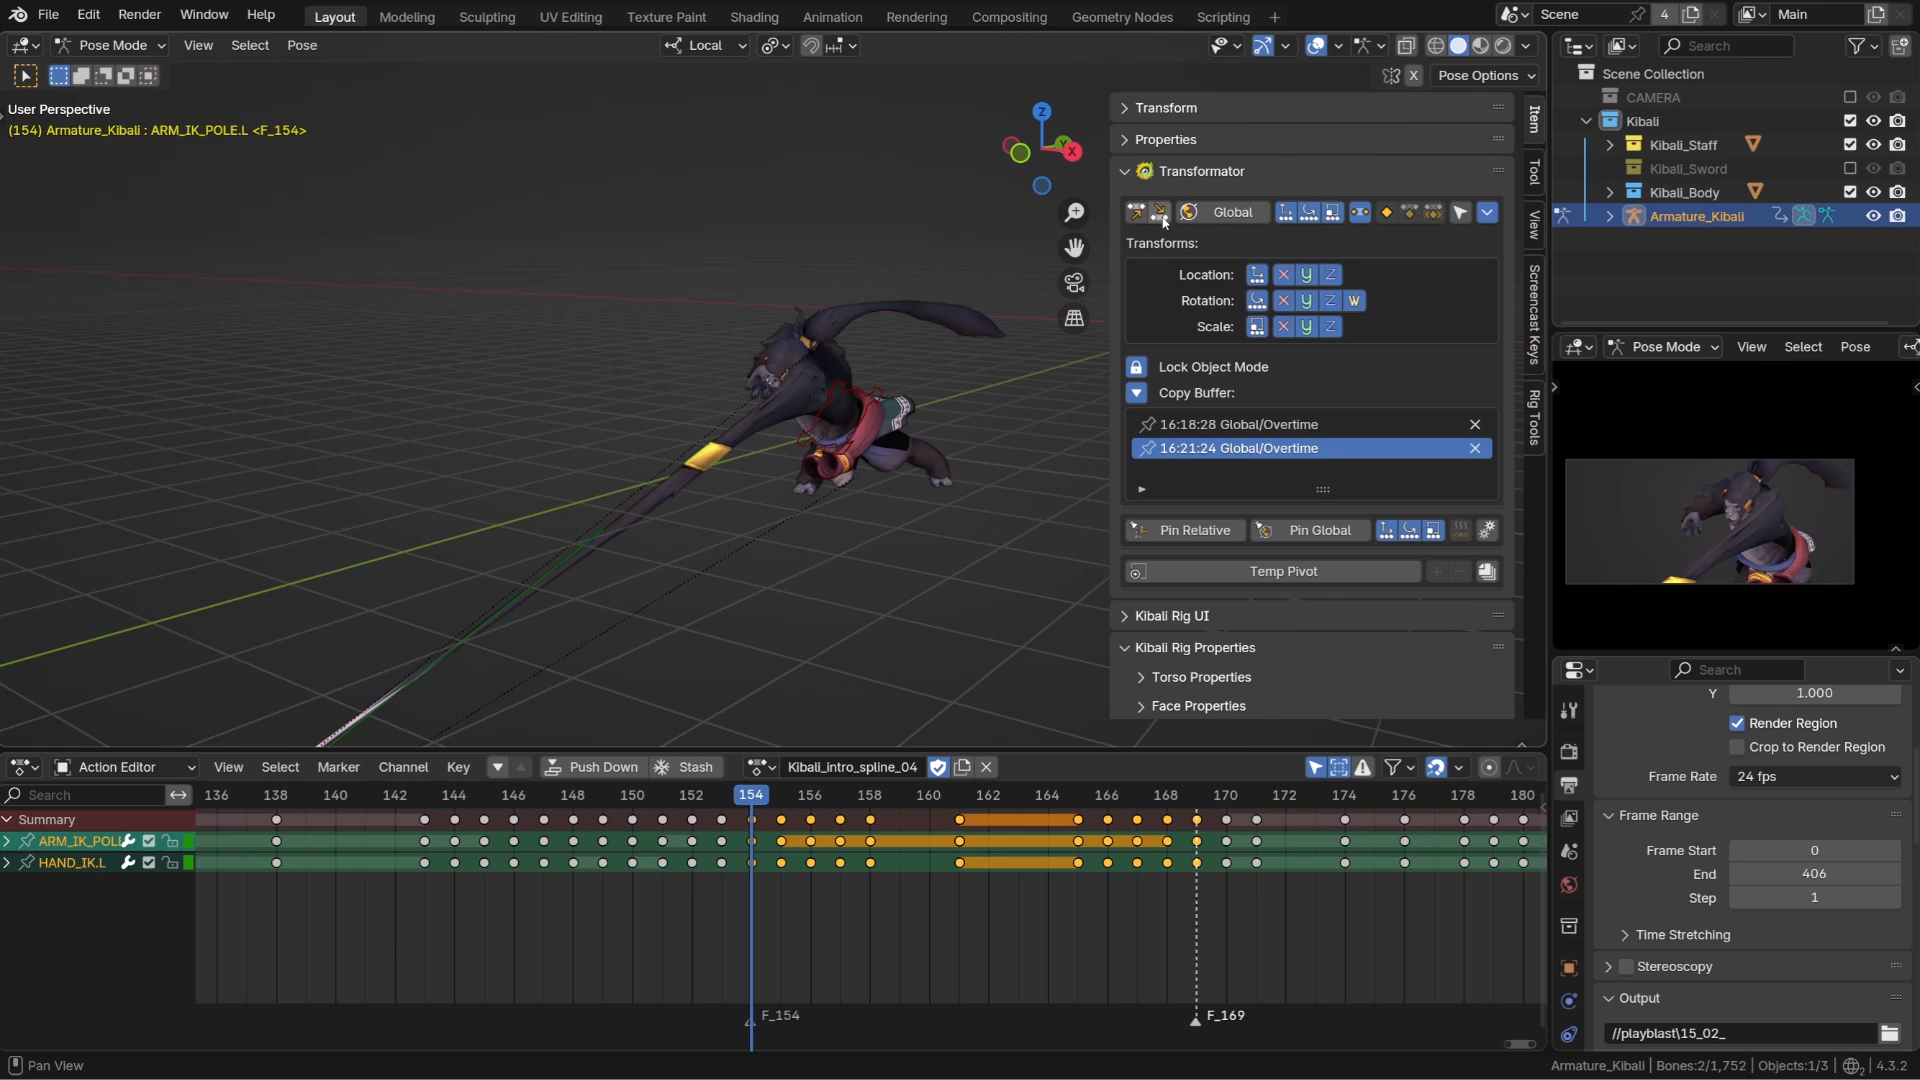 File Edit Render Window Help Layout Modeling Sculpting UV Editing Texture Paint Shading Animation Rendering Compositing Geometry Nodes Scripting + Scene 4 Main
Pose Mode View Select Pose Local Search
X Pose Options
User Perspective
(154) Armature_Kibali : ARM_IK_POLE.L <F_154>
Z
Y
X
Transform
Properties
Transformator
Global
Transforms:
Location: X y Z
Rotation: X y Z W
Scale: X y Z
Lock Object Mode
Copy Buffer:
16:18:28 Global/Overtime
16:21:24 Global/Overtime
Pin Relative Pin Global
Temp Pivot
Kibali Rig UI
Kibali Rig Properties
Torso Properties
Face Properties
Item
Tool
View
Screencast Keys
Rig Tools
Scene Collection
CAMERA
Kibali
Kibali_Staff
Kibali_Sword
Kibali_Body
Armature_Kibali
Pose Mode View Select Pose
Search
Y 1.000
Render Region
Crop to Render Region
Frame Rate 24 fps
Frame Range
Frame Start 0
End 406
Step 1
Time Stretching
Stereoscopy
Output
//playblast\15_02_
Action Editor View Select Marker Channel Key Push Down Stash Kibali_intro_spline_04
Search 136 138 140 142 144 146 148 150 152 154 156 158 160 162 164 166 168 170 172 174 176 178 180
Summary
ARM_IK_POL
HAND_IK.L
F_154 F_169
Pan View
Armature_Kibali | Bones:2/1,752 | Objects:1/3 | 2 | 4.3.2